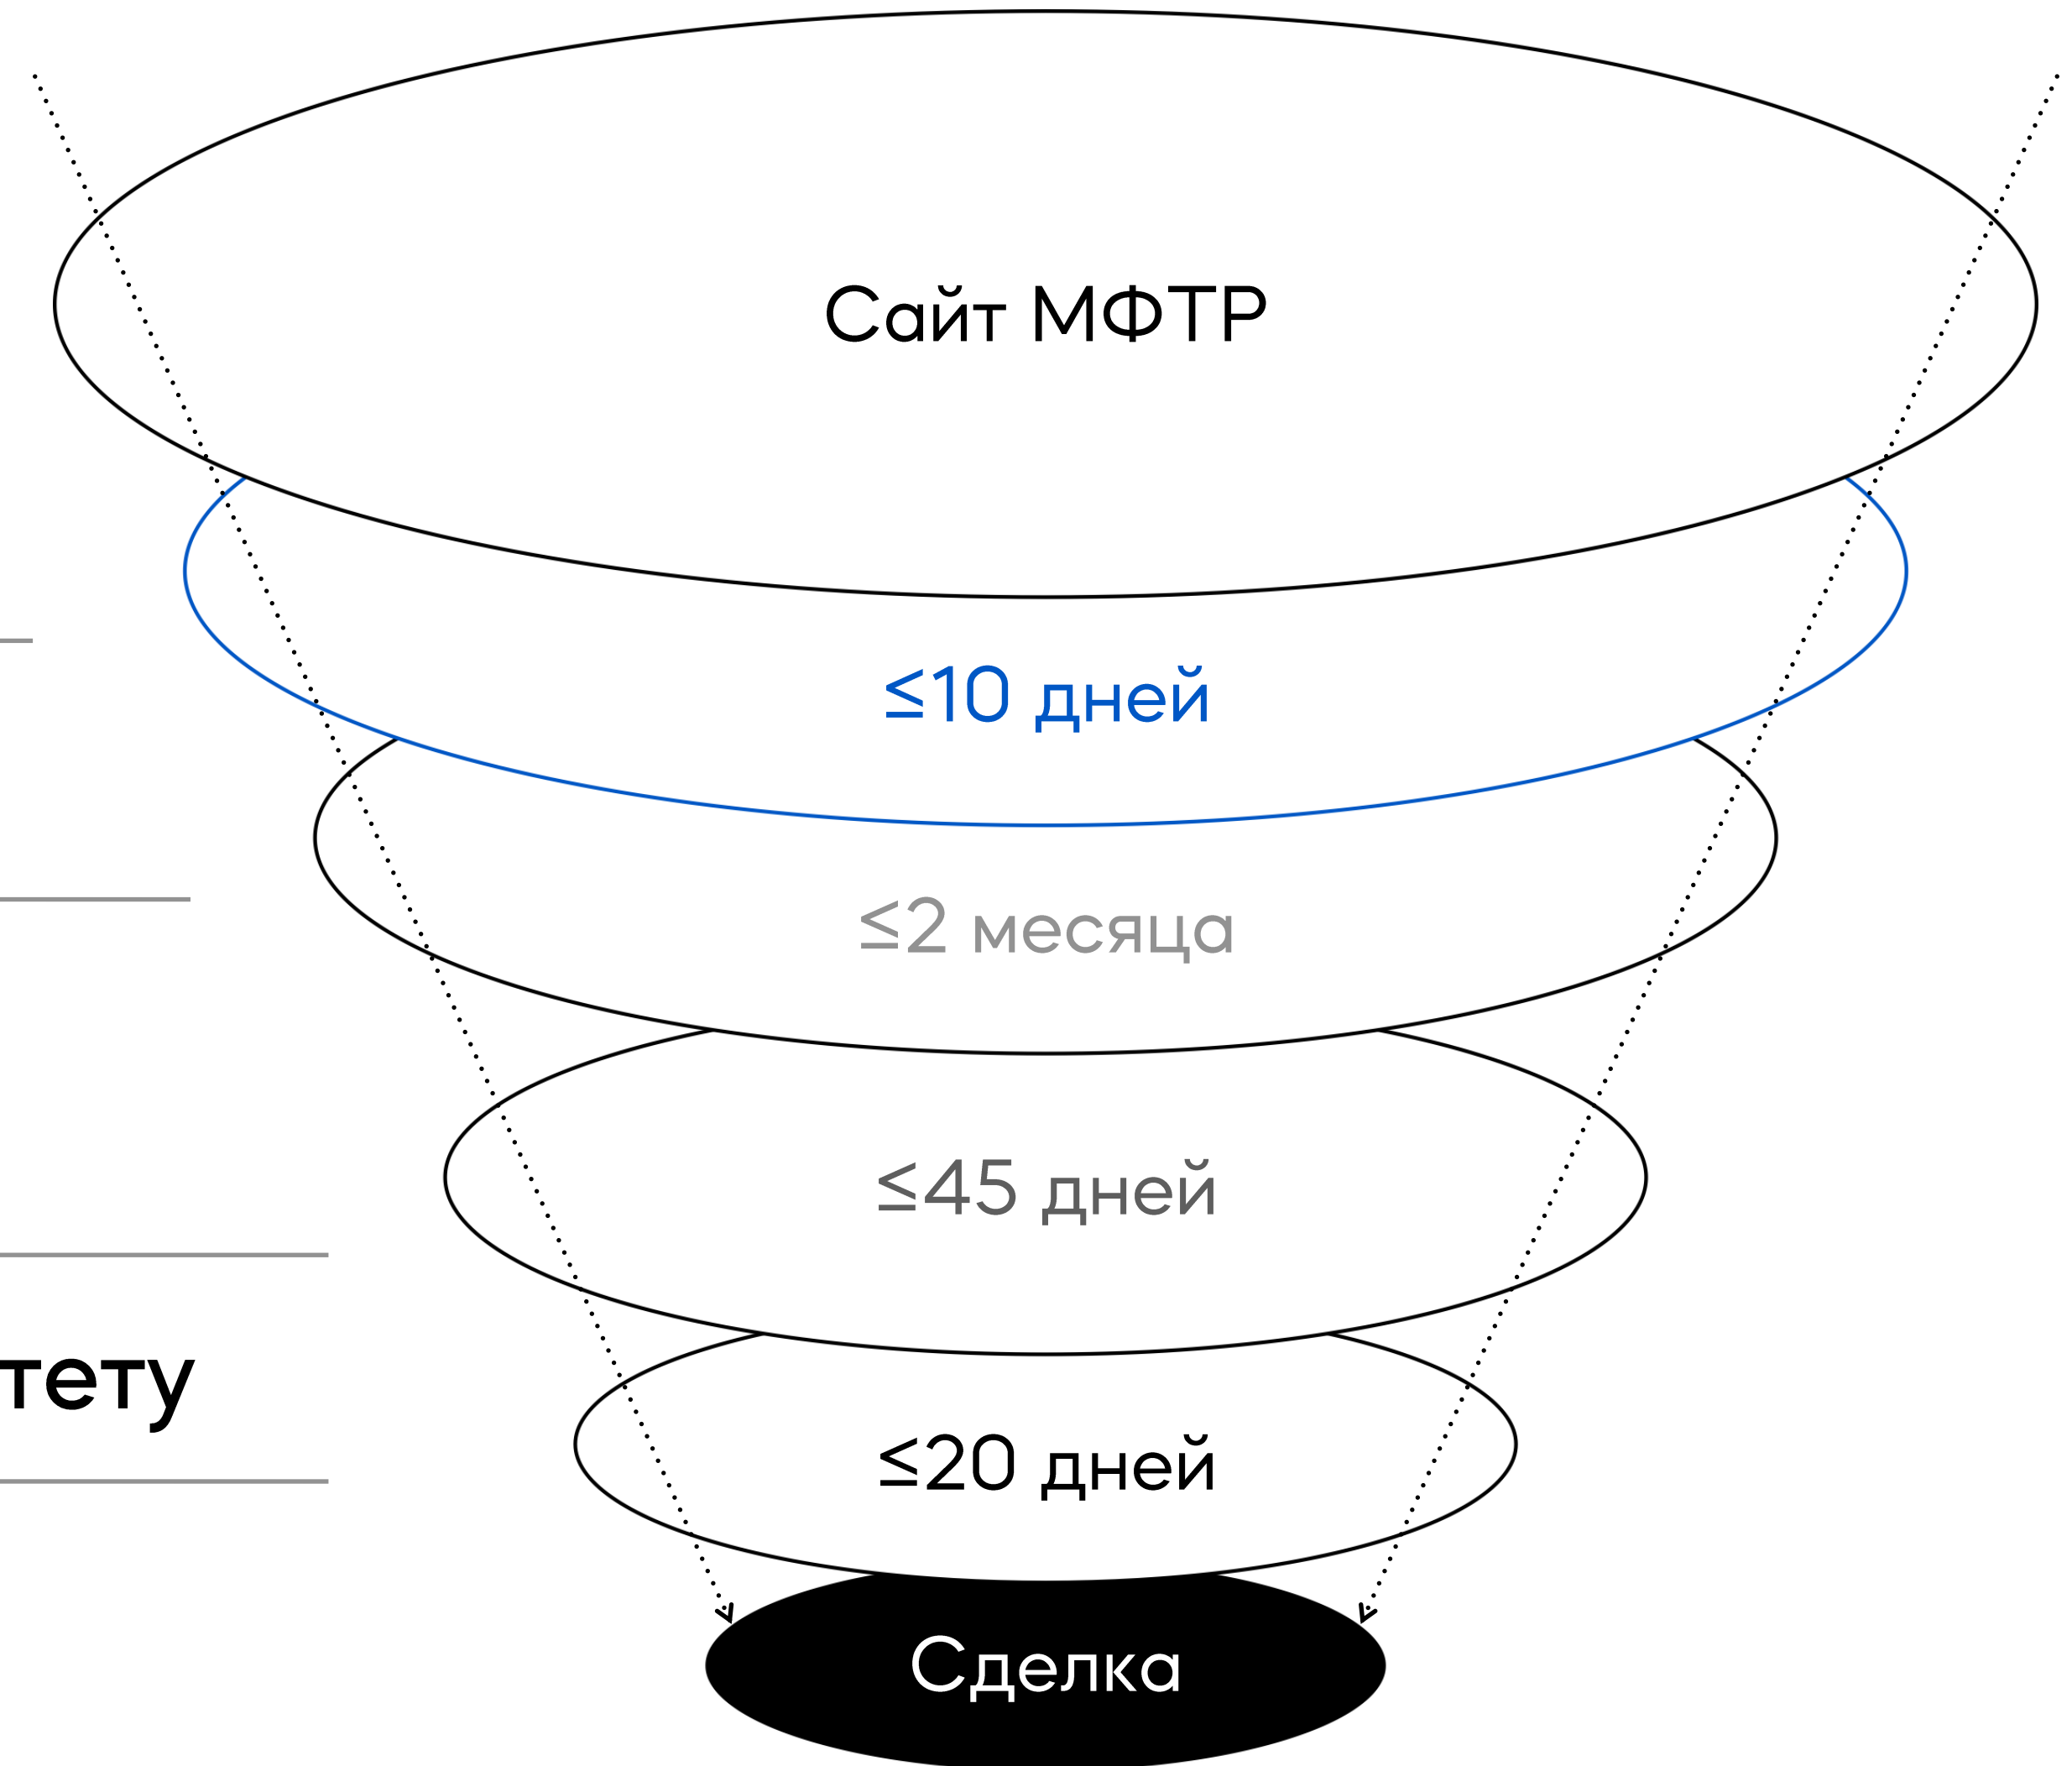 Сайт МФТР
≤10 дней
≤2 месяца
≤45 дней
тету
≤20 дней
Сделка